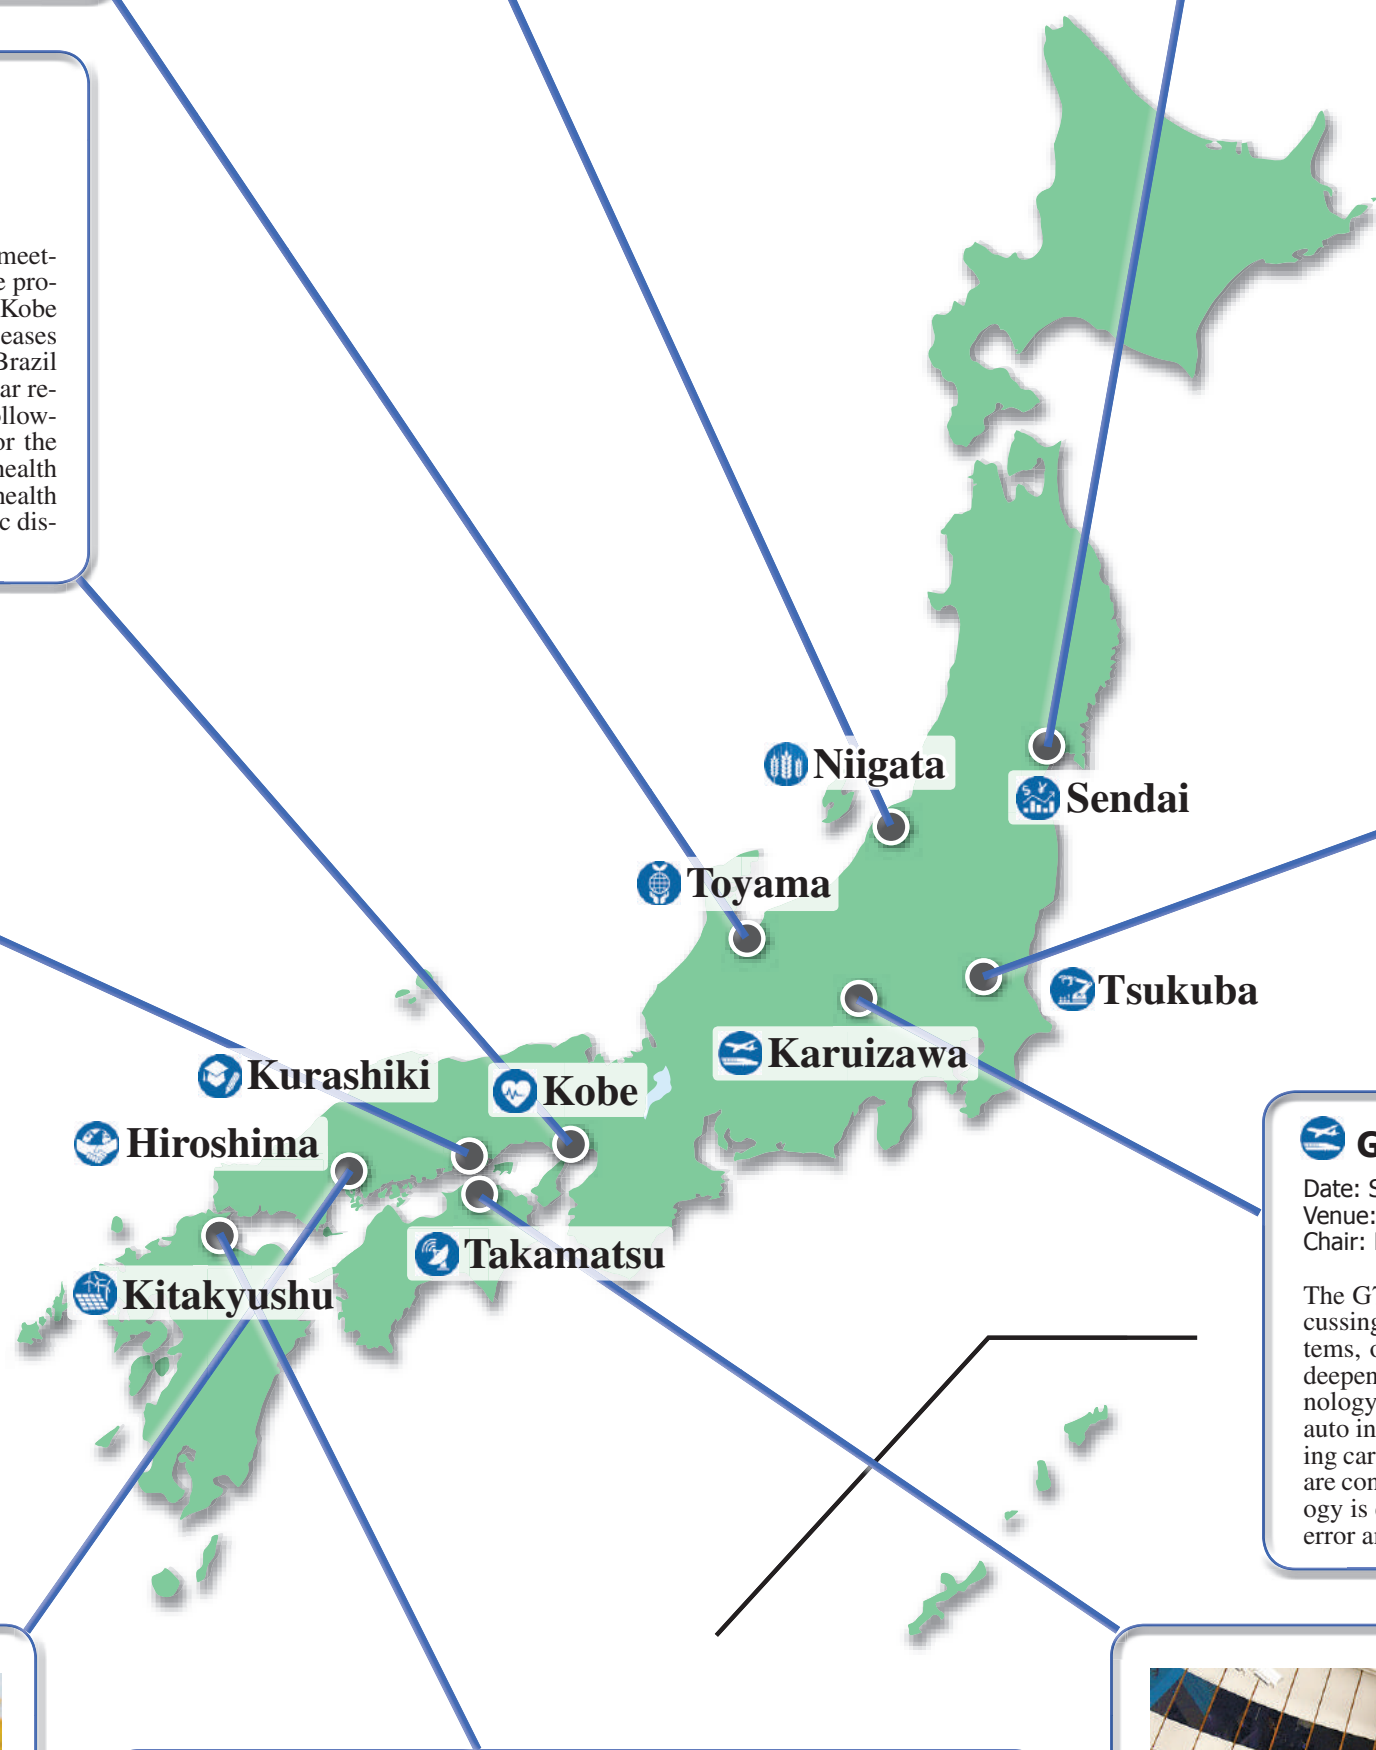 meet-
e pro-
Kobe
eases
Brazil
ar re-
ollow-
or the
health
health
c dis-
Niigata
Sendai
Toyama
Tsukuba
Karuizawa
Kurashiki
Kobe
Hiroshima
Takamatsu
Kitakyushu
G
Date: S
Venue:
Chair:
The G7
cussing
tems, o
deepen
nology
auto in
ing car
are con
ogy is
error a